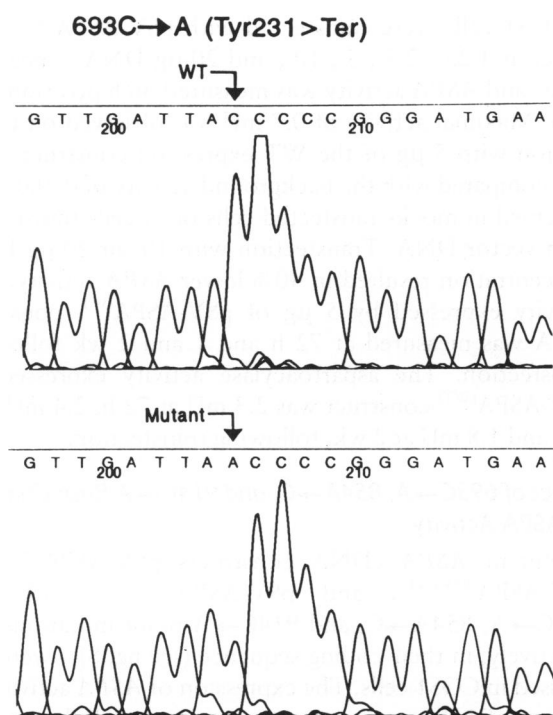 693C→A (Tyr231>Ter)
WT
G T T G A T T A C C C C C G G G A T G A A
200 210
Mutant
G T T G A T T A A C C C C G G G A T G A A
200 210